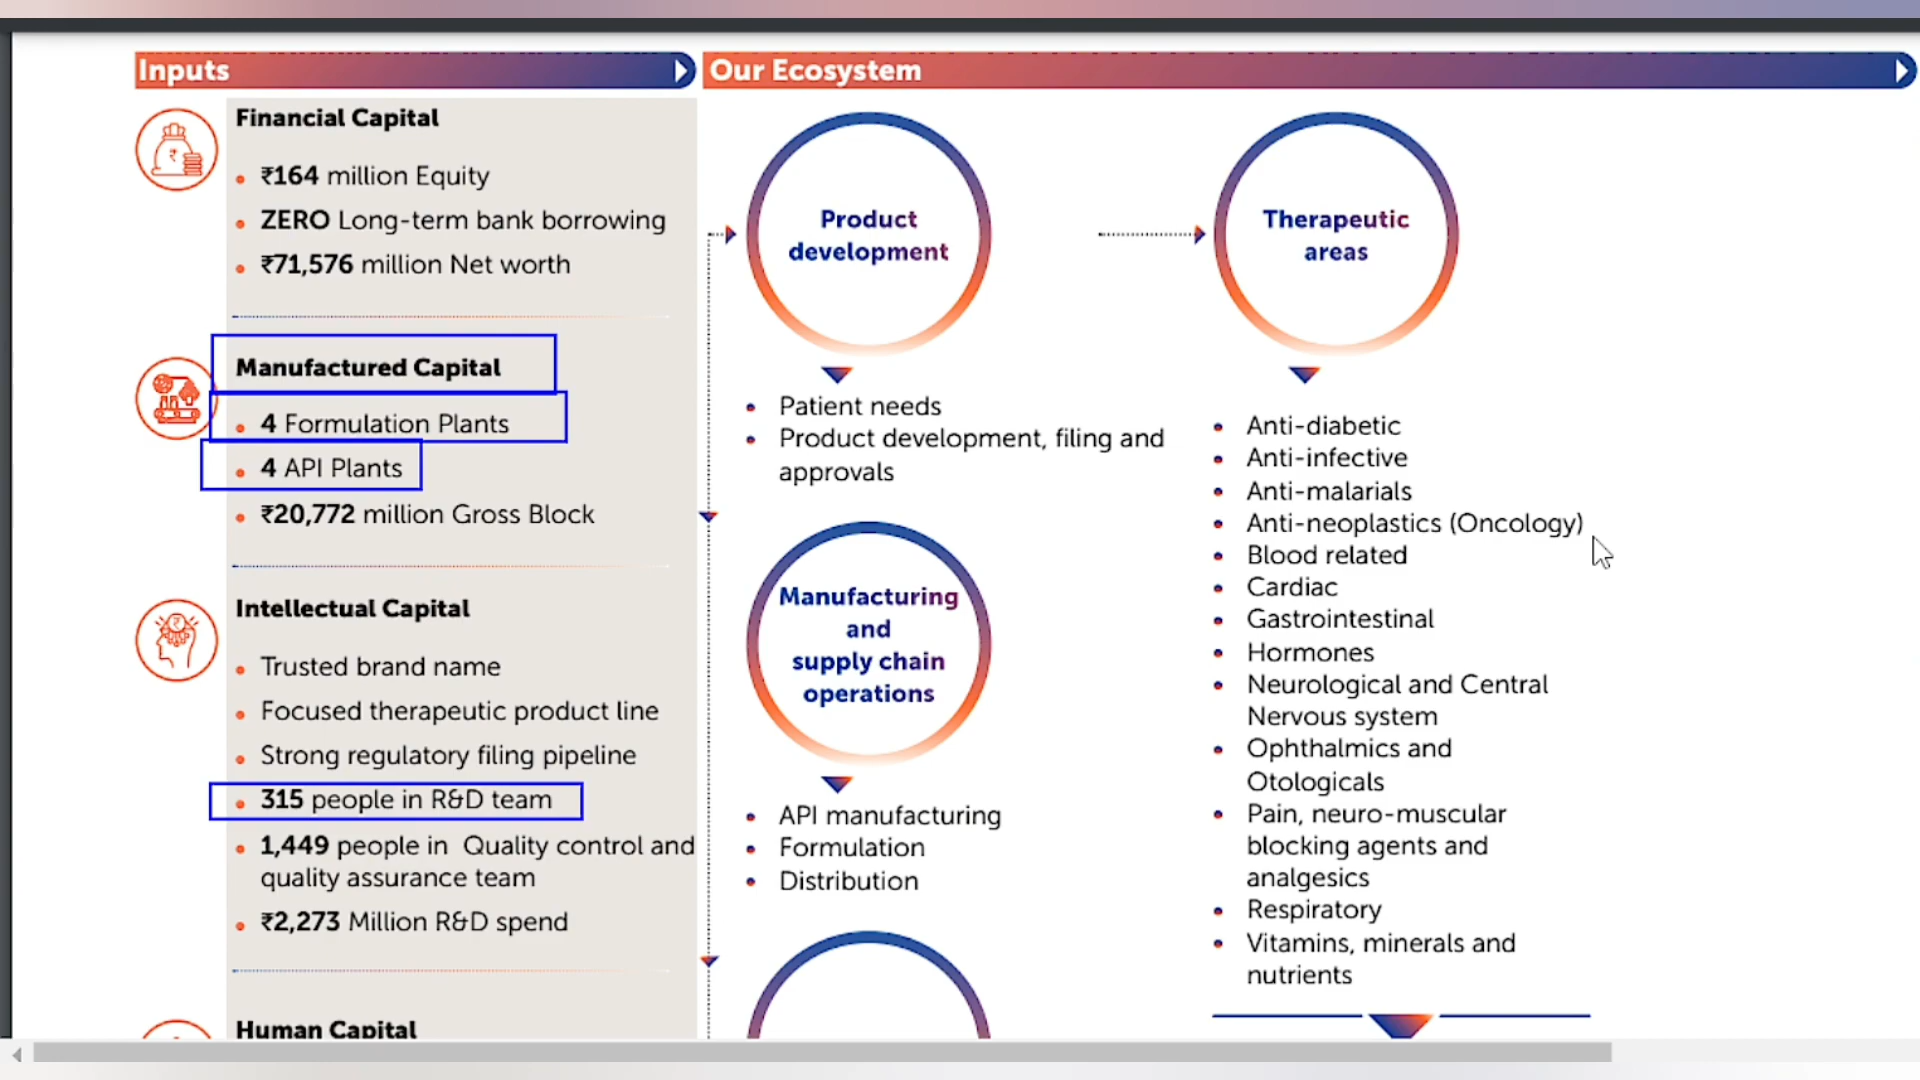 Inputs
Our Ecosystem
Financial Capital
₹164 million Equity
ZERO Long-term bank borrowing
₹71,576 million Net worth
Manufactured Capital
4 Formulation Plants
4 API Plants
₹20,772 million Gross Block
Intellectual Capital
Trusted brand name
Focused therapeutic product line
Strong regulatory filing pipeline
315 people in R&D team
1,449 people in Quality control and
quality assurance team
₹2,273 Million R&D spend
Human Capital
Product
development
Patient needs
Product development, filing and
approvals
Manufacturing
and
supply chain
operations
API manufacturing
Formulation
Distribution
Therapeutic
areas
Anti-diabetic
Anti-infective
Anti-malarials
Anti-neoplastics (Oncology)
Blood related
Cardiac
Gastrointestinal
Hormones
Neurological and Central
Nervous system
Ophthalmics and
Otologicals
Pain, neuro-muscular
blocking agents and
analgesics
Respiratory
Vitamins, minerals and
nutrients